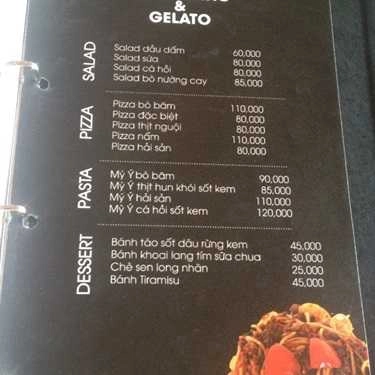 &
GELATO
SALAD
Salad dầu dấm 60,000
Salad sữa 80,000
Salad cá hồi 80,000
Salad bò nướng cay 85,000
PIZZA
Pizza bò băm 110,000
Pizza đặc biệt 80,000
Pizza thịt nguội 80,000
Pizza nấm 110,000
Pizza hải sản 80,000
PASTA
Mỳ Ý bò băm 90,000
Mỳ Ý thịt hun khói sốt kem 85,000
Mỳ Ý hải sản 110,000
Mỳ Ý cá hồi sốt kem 120,000
DESSERT
Bánh táo sốt dâu rừng kem 45,000
Bánh khoai lang tím sữa chua 30,000
Chè sen long nhãn 25,000
Bánh Tiramisu 45,000